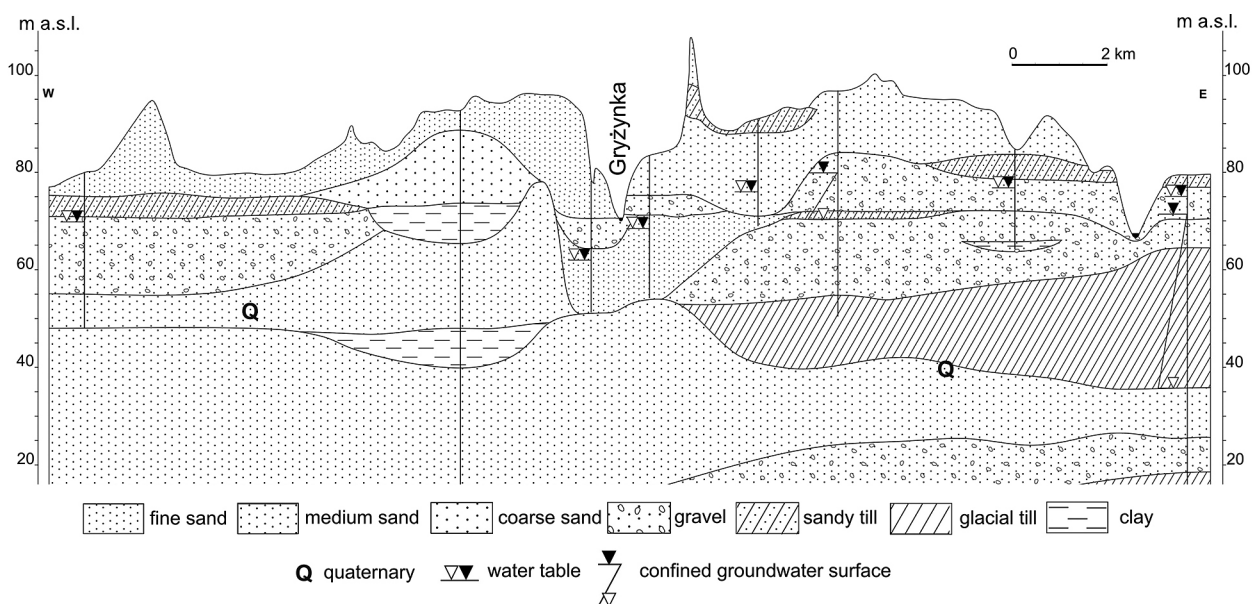 m a.s.l.
m a.s.l.
0 2 km
100
100
W
E
Gryżynka
80
80
60
60
Q
40
40
Q
20
20
fine sand medium sand coarse sand gravel sandy till glacial till clay
Q quaternary water table confined groundwater surface